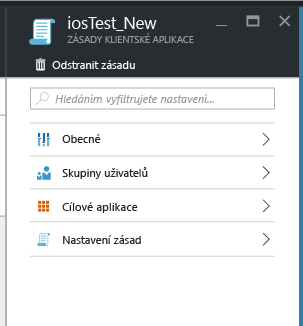 iosTest_New
ZÁSADY KLIENTSKÉ APLIKACE
Odstranit zásadu
Hledáním vyfiltrujete nastavení...
Obecné
Skupiny uživatelů
Cílové aplikace
Nastavení zásad